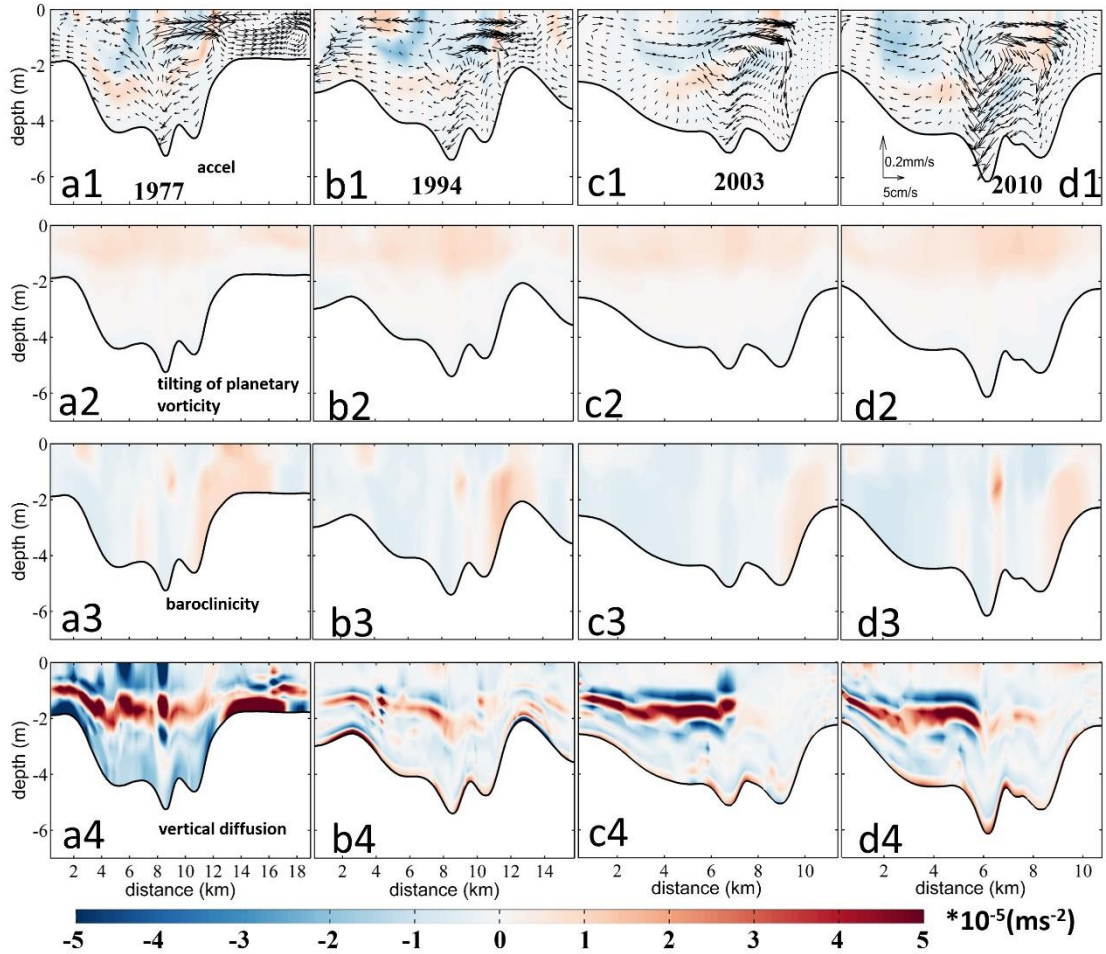 0
-2
-4
-6
depth (m)
a1
1977
accel
b1
1994
c1
2003
0.2mm/s
5cm/s
2010
d1
0
-2
-4
-6
depth (m)
a2
tilting of planetary
vorticity
b2
c2
d2
0
-2
-4
-6
depth (m)
a3
baroclinicity
b3
c3
d3
0
-2
-4
-6
depth (m)
a4
vertical diffusion
b4
c4
d4
2 4 6 8 10 12 14 16 18
2 4 6 8 10 12 14
2 4 6 8 10
2 4 6 8 10
distance (km)
distance (km)
distance (km)
distance (km)
-5 -4 -3 -2 -1 0 1 2 3 4 5
*10-5(ms-2)